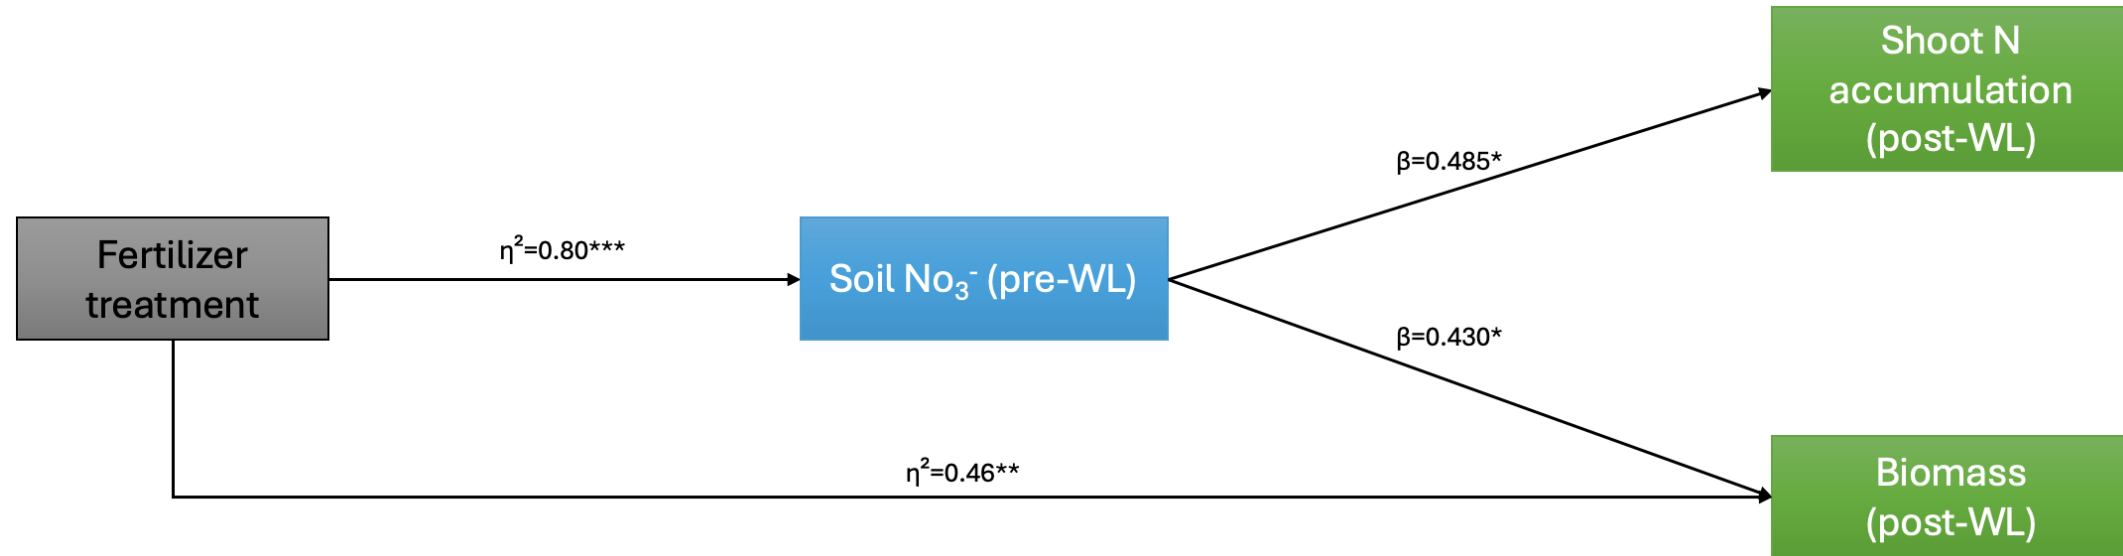 Shoot N
accumulation
(post-WL)
β=0.485*
Fertilizer
treatment
η²=0.80***
Soil No₃⁻ (pre-WL)
β=0.430*
η²=0.46**
Biomass
(post-WL)